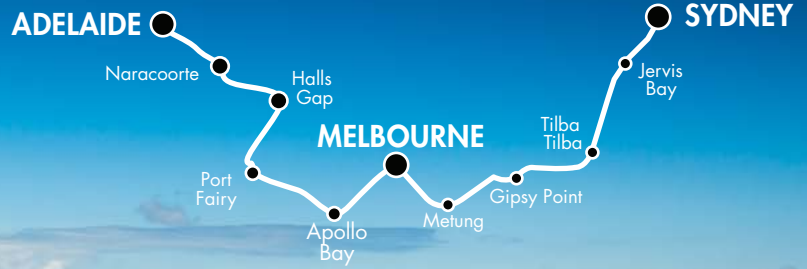 ADELAIDE
SYDNEY
Naracoorte
Halls
Gap
Jervis
Bay
MELBOURNE
Tilba
Tilba
Port
Fairy
Gipsy Point
Metung
Apollo
Bay